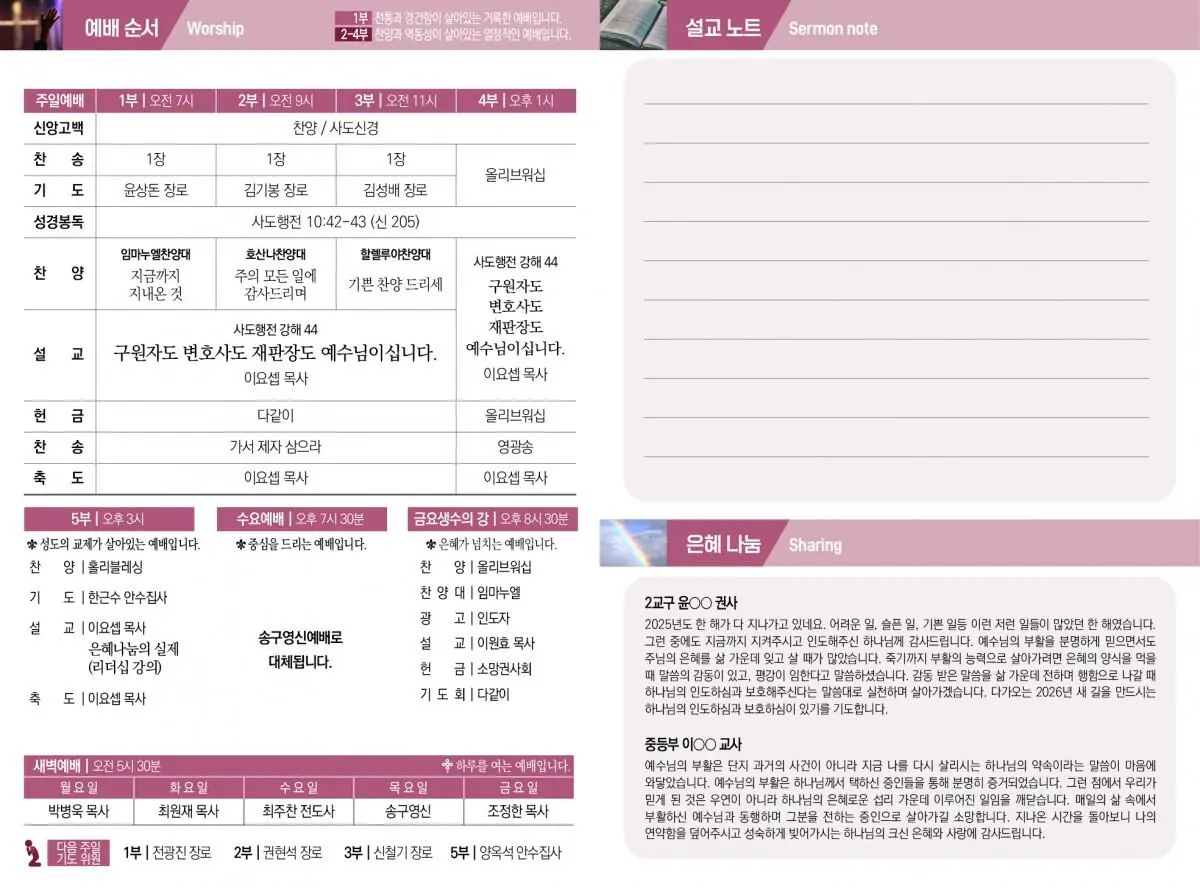 예배 순서 Worship
1부 전통과 경건함이 살아있는 거룩한 예배입니다.
2-4부 찬양과 역동성이 살아있는 열정적인 예배입니다.
주일예배 1부 | 오전 7시 2부 | 오전 9시 3부 | 오전 11시 4부 | 오후 1시
신앙고백 찬양 / 사도신경
찬 송 1장 1장 1장
올리브워십
기 도 윤상돈 장로 김기봉 장로 김성배 장로
성경봉독 사도행전 10:42-43 (신 205)
찬 양
임마누엘찬양대
지금까지
지내온 것
호산나찬양대
주의 모든 일에
감사드리며
할렐루야찬양대
기쁜 찬양 드리세
사도행전 강해 44
구원자도
변호사도
재판장도
예수님이십니다.
이요셉 목사
설 교
사도행전 강해 44
구원자도 변호사도 재판장도 예수님이십니다.
이요셉 목사
헌 금 다같이 올리브워십
찬 송 가서 제자 삼으라 영광송
축 도 이요셉 목사 이요셉 목사
5부 | 오후 3시
성도의 교제가 살아있는 예배입니다.
찬 양 | 홀리블레싱
기 도 | 한근수 안수집사
설 교 | 이요셉 목사
은혜나눔의 실제
(리더십 강의)
축 도 | 이요셉 목사
수요예배 | 오후 7시 30분
중심을 드리는 예배입니다.
송구영신예배로
대체됩니다.
금요생수의 강 | 오후 8시 30분
은혜가 넘치는 예배입니다.
찬 양 | 올리브워십
찬 양 대 | 임마누엘
광 고 | 인도자
설 교 | 이원호 목사
헌 금 | 소망권사회
기 도 회 | 다같이
새벽예배 | 오전 5시 30분 하루를 여는 예배입니다.
월 요 일 화 요 일 수 요 일 목 요 일 금 요 일
박병욱 목사 최원재 목사 최주찬 전도사 송구영신 조정한 목사
다음 주일
기도 위원
1부 | 전광진 장로 2부 | 권현석 장로 3부 | 신철기 장로 5부 | 양옥석 안수집사
설교 노트 Sermon note
은혜 나눔 Sharing
2교구 윤○○ 권사
2025년도 한 해가 다 지나가고 있네요. 어려운 일, 슬픈 일, 기쁜 일등 이런 저런 일들이 많았던 한 해였습니다.
그런 중에도 지금까지 지켜주시고 인도해주신 하나님께 감사드립니다. 예수님의 부활을 분명하게 믿으면서도
주님의 은혜를 삶 가운데 잊고 살 때가 많았습니다. 죽기까지 부활의 능력으로 살아가려면 은혜의 양식을 먹을
때 말씀의 감동이 있고, 평강이 임한다고 말씀하셨습니다. 감동 받은 말씀을 삶 가운데 전하며 행함으로 나갈 때
하나님의 인도하심과 보호해주신다는 말씀대로 실천하며 살아가겠습니다. 다가오는 2026년 새 길을 만드시는
하나님의 인도하심과 보호하심이 있기를 기도합니다.
중등부 이○○ 교사
예수님의 부활은 단지 과거의 사건이 아니라 지금 나를 다시 살리시는 하나님의 약속이라는 말씀이 마음에
와닿았습니다. 예수님의 부활은 하나님께서 택하신 증인들을 통해 분명히 증거되었습니다. 그런 점에서 우리가
믿게 된 것은 우연이 아니라 하나님의 은혜로운 섭리 가운데 이루어진 일임을 깨닫습니다. 매일의 삶 속에서
부활하신 예수님과 동행하며 그분을 전하는 증인으로 살아가길 소망합니다. 지나온 시간을 돌아보니 나의
연약함을 덮어주시고 성숙하게 빚어가시는 하나님의 크신 은혜와 사랑에 감사드립니다.